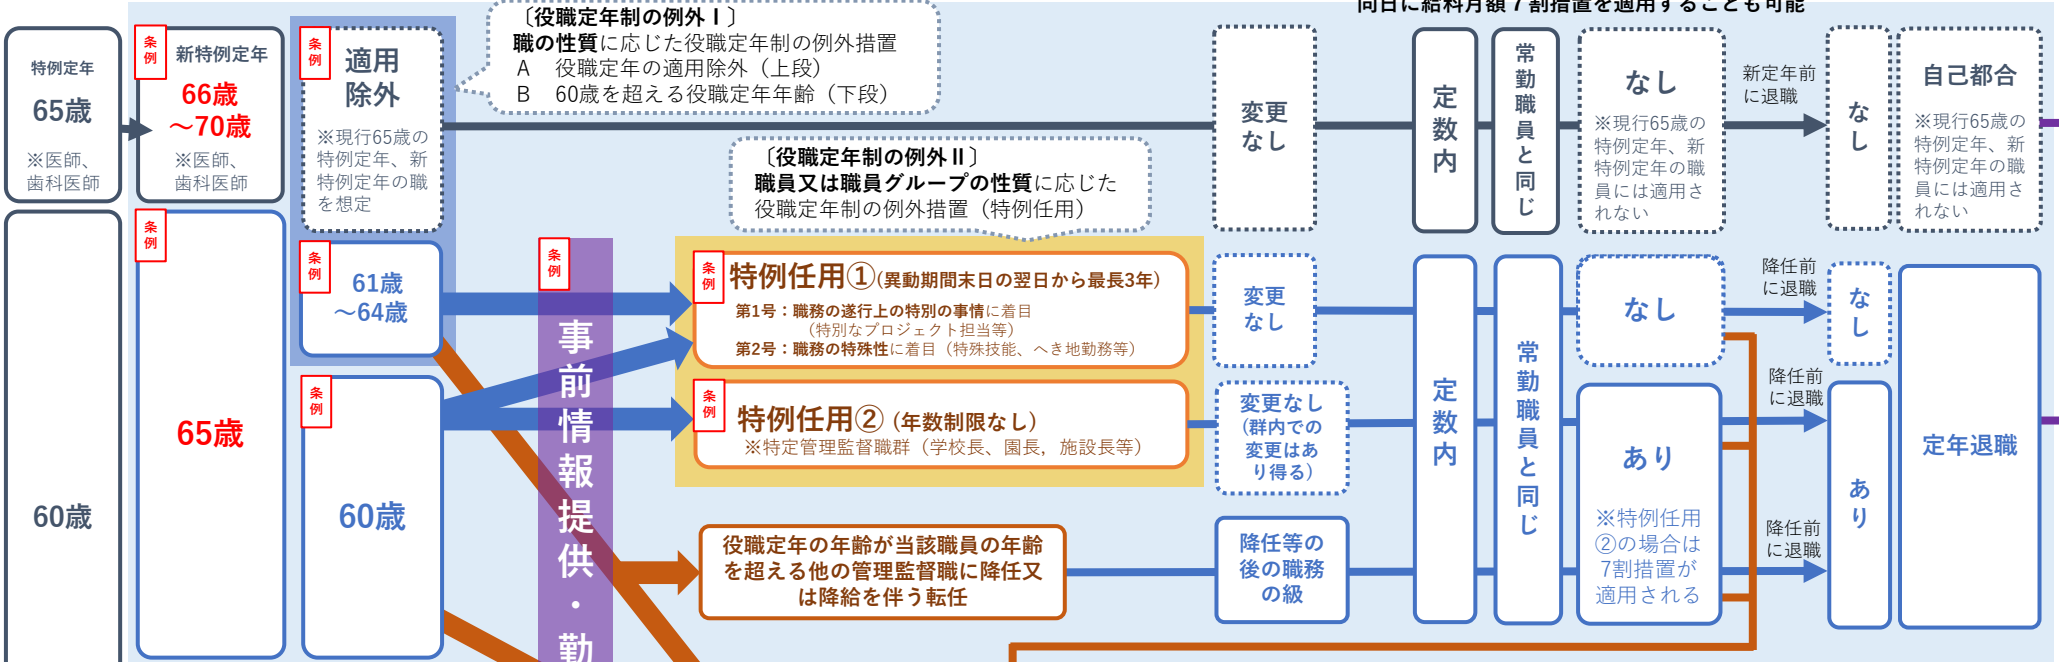 同日に給料月額7割措置を適用することも可能
特例定年
65歳
※医師、
歯科医師
条例
新特例定年
66歳
～70歳
※医師、
歯科医師
条例
適用
除外
※現行65歳の
特例定年、新
特例定年の職
を想定
〔役職定年制の例外Ⅰ〕
職の性質に応じた役職定年制の例外措置
A 役職定年の適用除外（上段）
B 60歳を超える役職定年年齢（下段）
〔役職定年制の例外Ⅱ〕
職員又は職員グループの性質に応じた
役職定年制の例外措置（特例任用）
変更
なし
定数内
常勤職員と同じ
なし
※現行65歳の
特例定年、新
特例定年の職
員には適用さ
れない
新定年前
に退職
なし
自己都合
※現行65歳の
特例定年、新
特例定年の職
員には適用さ
れない
60歳
条例
65歳
条例
61歳
～64歳
条例
60歳
条例
事前情報提供・勤
条例
特例任用①(異動期間末日の翌日から最長3年)
第1号：職務の遂行上の特別の事情に着目
（特別なプロジェクト担当等）
第2号：職務の特殊性に着目（特殊技能、へき地勤務等）
条例
特例任用② (年数制限なし)
※特定管理監督職群（学校長、園長，施設長等）
役職定年の年齢が当該職員の年齢
を超える他の管理監督職に降任又
は降給を伴う転任
変更
なし
変更なし
(群内での
変更はあ
り得る)
降任等の
後の職務
の級
定数内
常勤職員と同じ
なし
あり
※特例任用
②の場合は
7割措置が
適用される
降任前
に退職
降任前
に退職
降任前
に退職
なし
あり
定年退職